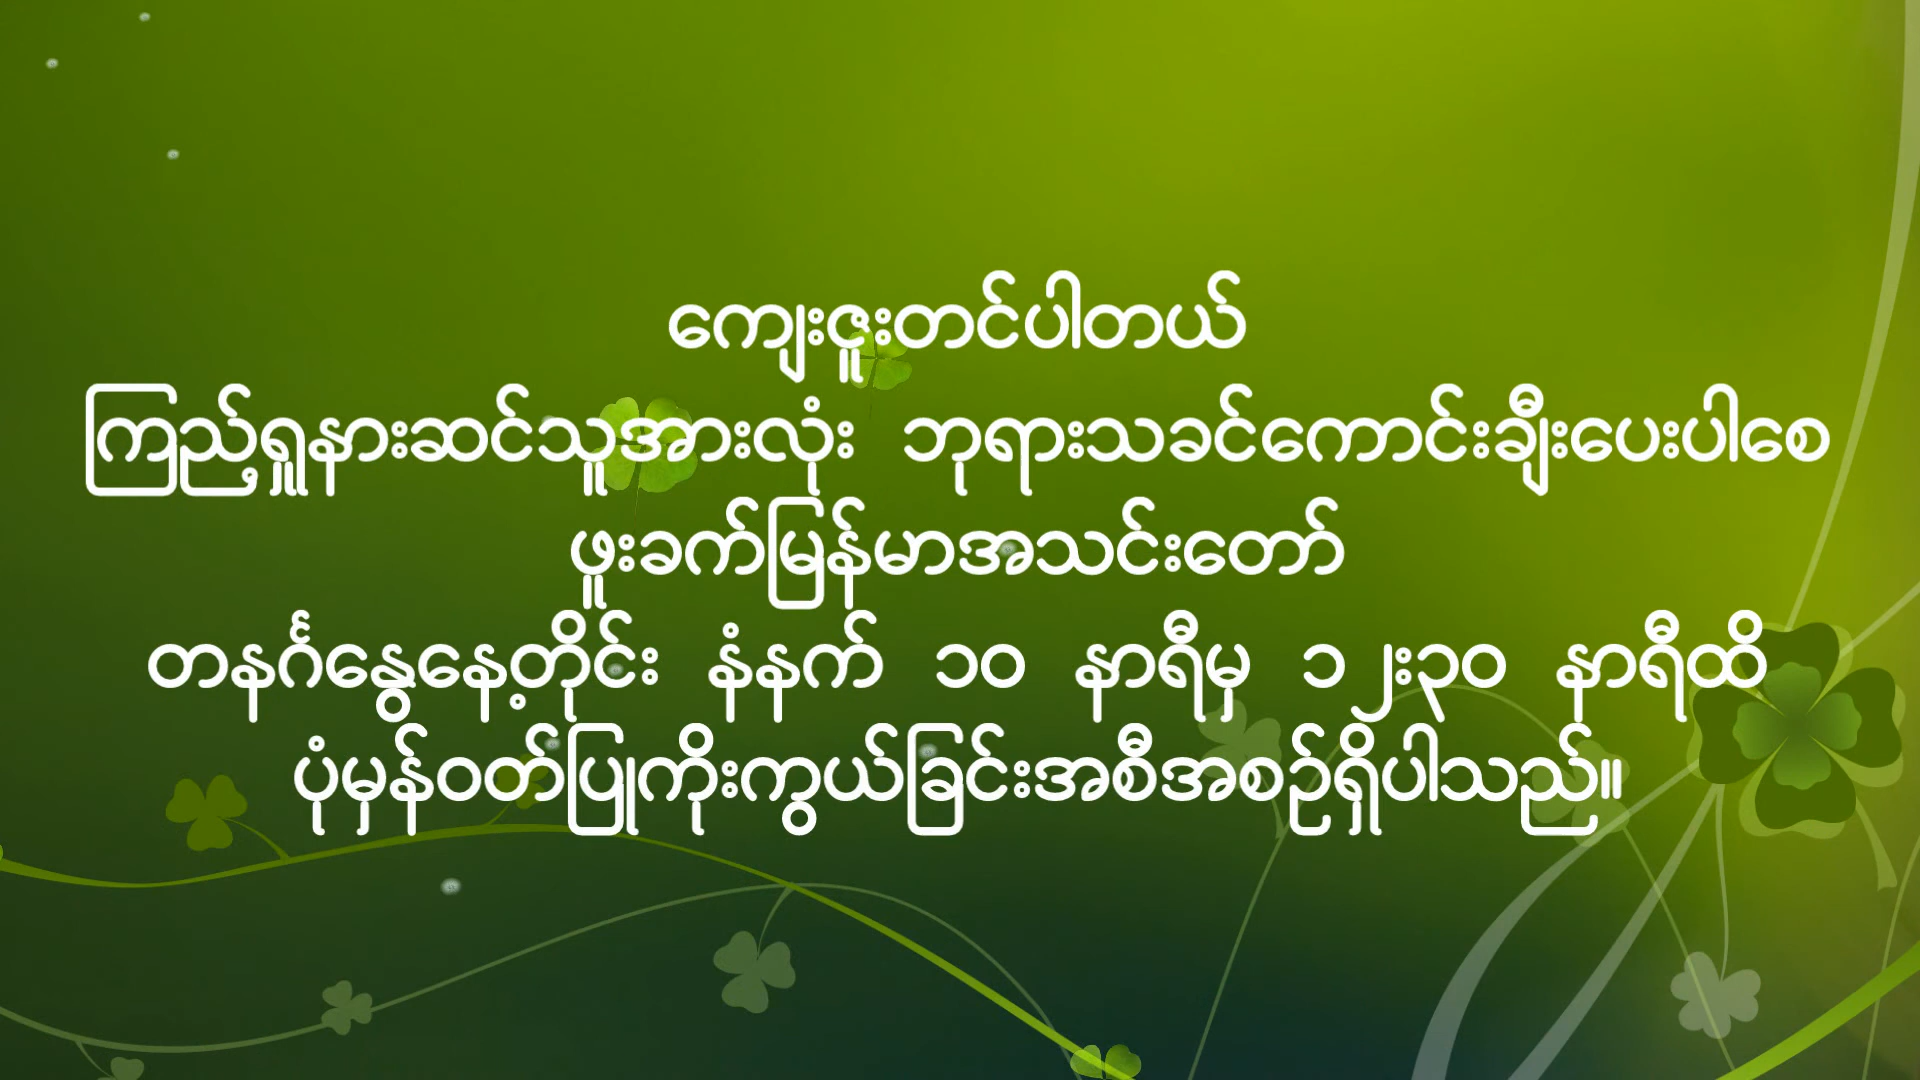 ကျေးဇူးတင်ပါတယ်
ကြည့်ရှုနားဆင်သူအားလုံး ဘုရားသခင်ကောင်းချီးပေးပါစေ
ဖူးခက်မြန်မာအသင်းတော်
တနင်္ဂနွေနေ့တိုင်း နံနက် ၁၀ နာရီမှ ၁၂း၃၀ နာရီထိ
ပုံမှန်ဝတ်ပြုကိုးကွယ်ခြင်းအစီအစဉ်ရှိပါသည်။